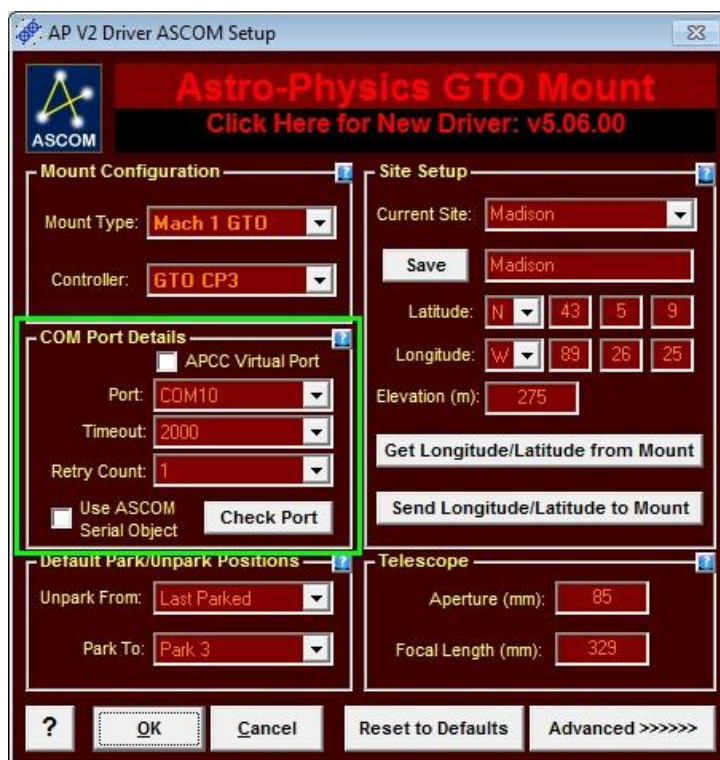 AP V2 Driver ASCOM Setup
ASCOM
Astro-Physics GTO Mount
Click Here for New Driver: v5.06.00
Mount Configuration
?
Mount Type: Mach 1 GTO
Controller: GTO CP3
COM Port Details
?
APCC Virtual Port
Port: COM10
Timeout: 2000
Retry Count: 1
Use ASCOM
Serial Object
Check Port
Default Park/Unpark Positions
?
Unpark From: Last Parked
Park To: Park 3
Site Setup
?
Current Site: Madison
Save Madison
Latitude: N 43 5 9
Longitude: W 89 26 25
Elevation (m): 275
Get Longitude/Latitude from Mount
Send Longitude/Latitude to Mount
Telescope
?
Aperture (mm): 85
Focal Length (mm): 329
? OK Cancel Reset to Defaults Advanced >>>>>>